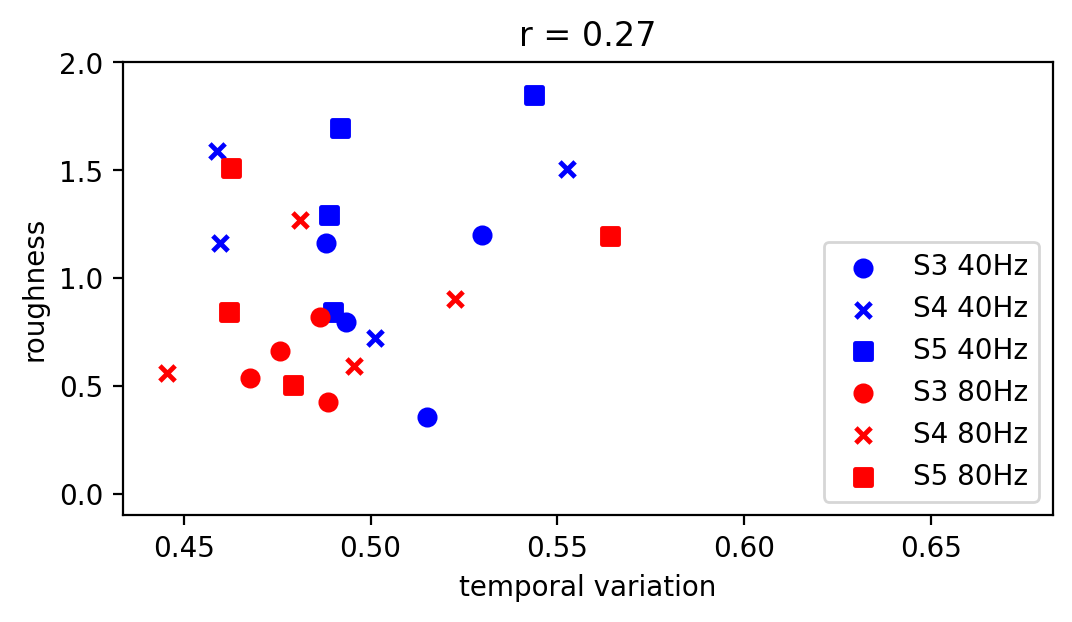 r = 0.27
roughness
2.0
1.5
1.0
0.5
0.0
S3 40Hz
S4 40Hz
S5 40Hz
S3 80Hz
S4 80Hz
S5 80Hz
0.45 0.50 0.55 0.60 0.65
temporal variation